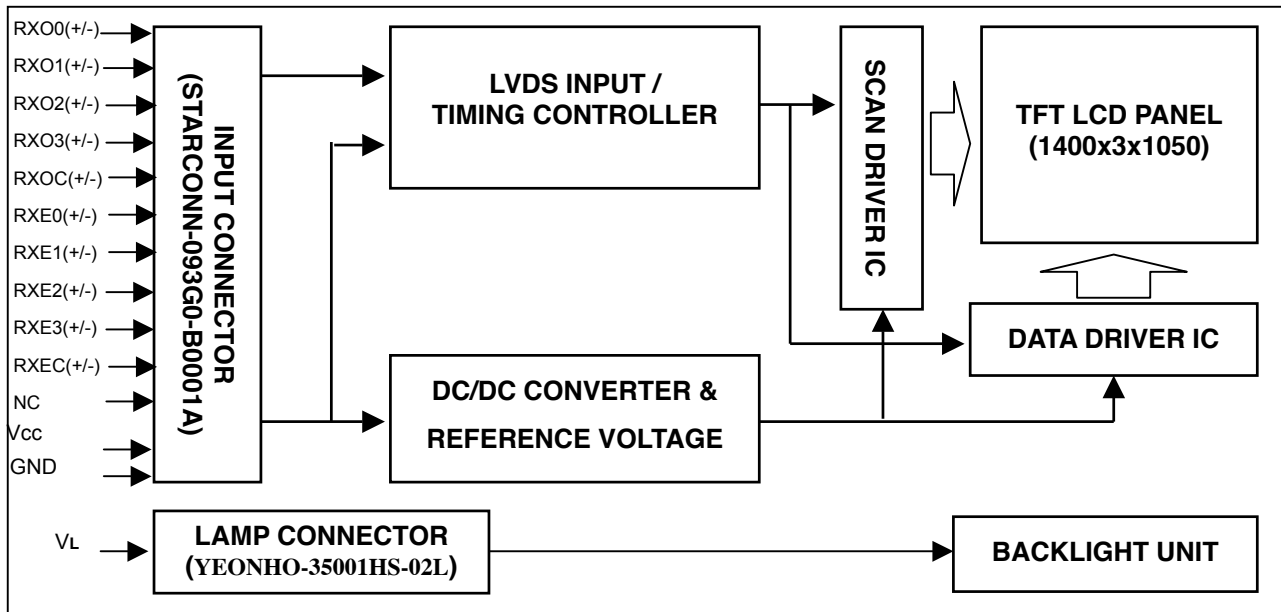 RXO0(+/-)
RXO1(+/-)
RXO2(+/-)
RXO3(+/-)
RXOC(+/-)
RXE0(+/-)
RXE1(+/-)
RXE2(+/-)
RXE3(+/-)
RXEC(+/-)
NC
Vcc
GND
VL
INPUT CONNECTOR
(STARCONN-093G0-B0001A)
LVDS INPUT /
TIMING CONTROLLER
DC/DC CONVERTER &
REFERENCE VOLTAGE
SCAN DRIVER IC
TFT LCD PANEL
(1400x3x1050)
DATA DRIVER IC
LAMP CONNECTOR
(YEONHO-35001HS-02L)
BACKLIGHT UNIT